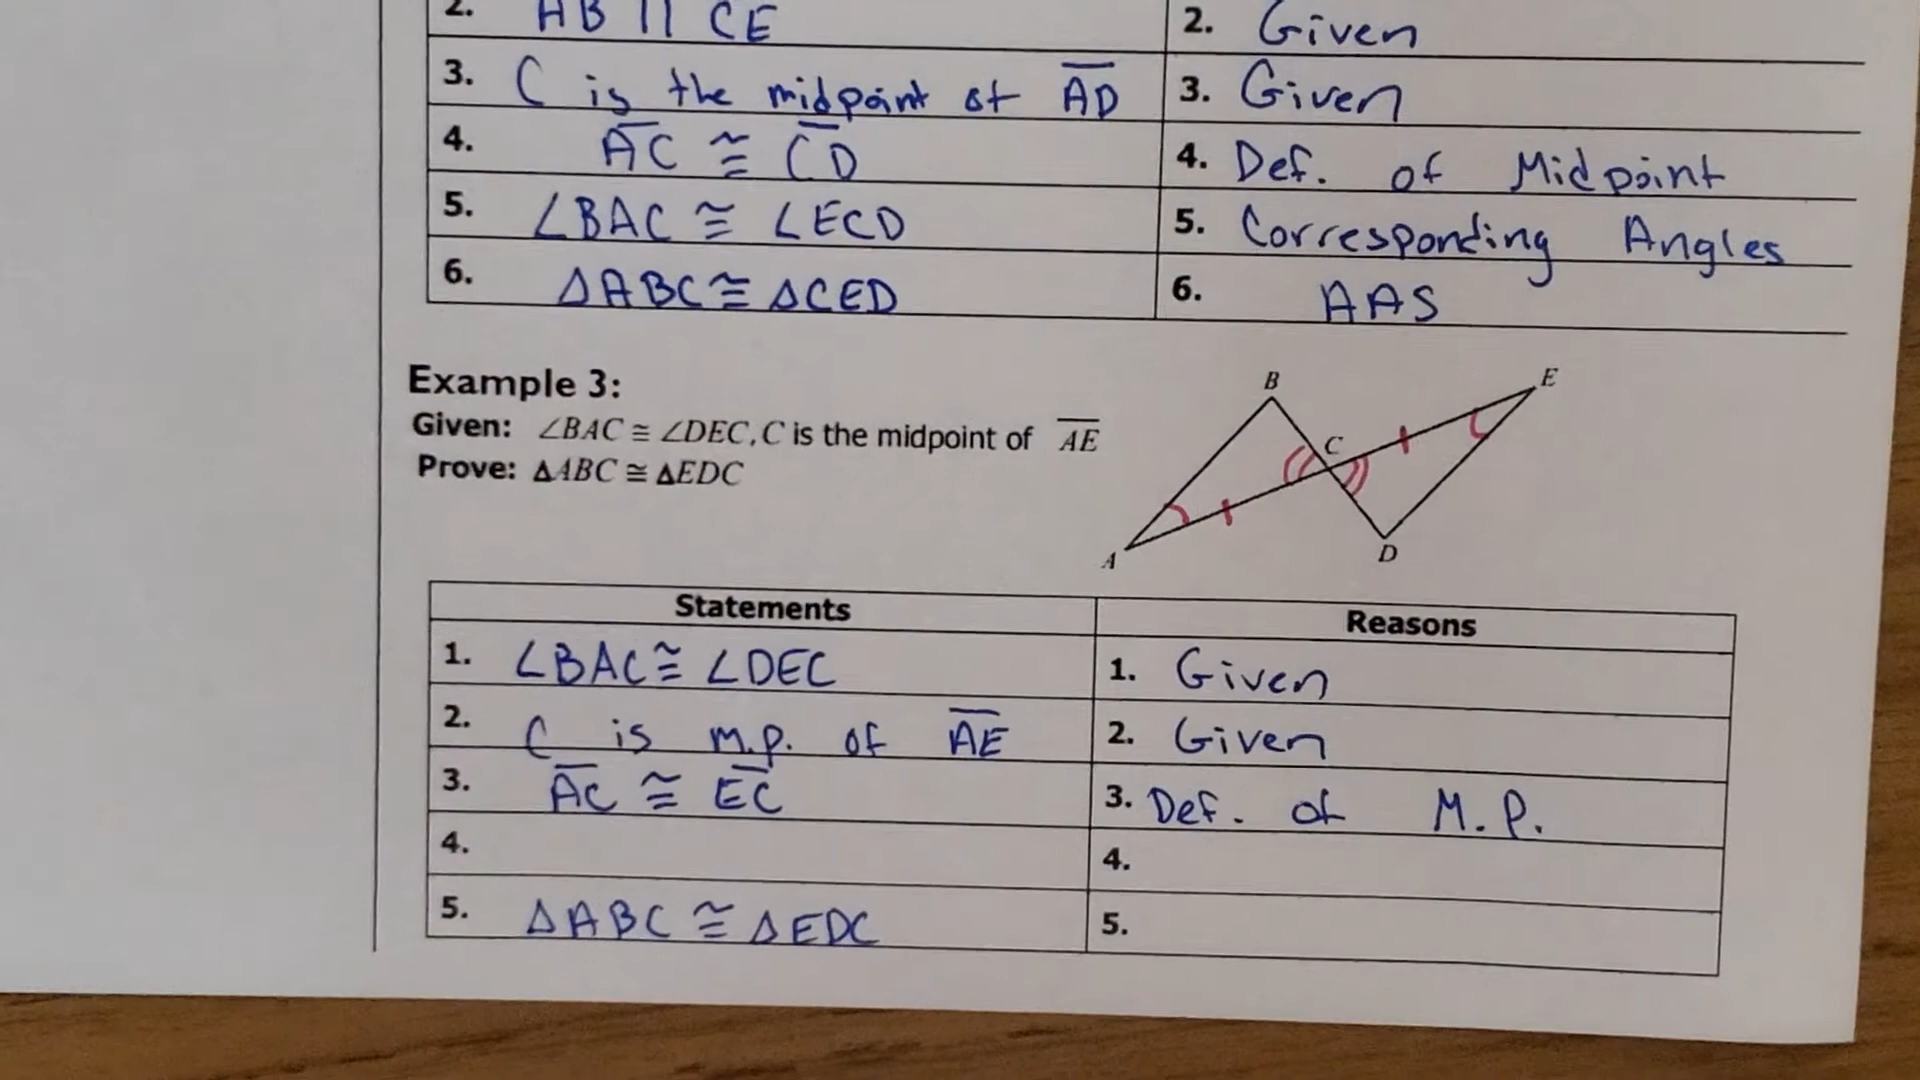 2. AB || CE 2. Given
3. C is the midpoint of AD 3. Given
4. AC ≅ CD 4. Def. of Midpoint
5. ∠BAC ≅ ∠ECD 5. Corresponding Angles
6. ΔABC ≅ ΔCED 6. AAS
Example 3:
Given: ∠BAC ≅ ∠DEC, C is the midpoint of AE
Prove: ΔABC ≅ ΔEDC
B
E
C
A
D
Statements Reasons
1. ∠BAC ≅ ∠DEC 1. Given
2. C is m.p. of AE 2. Given
3. AC ≅ EC 3. Def. of M.P.
4. 4.
5. ΔABC ≅ ΔEDC 5.